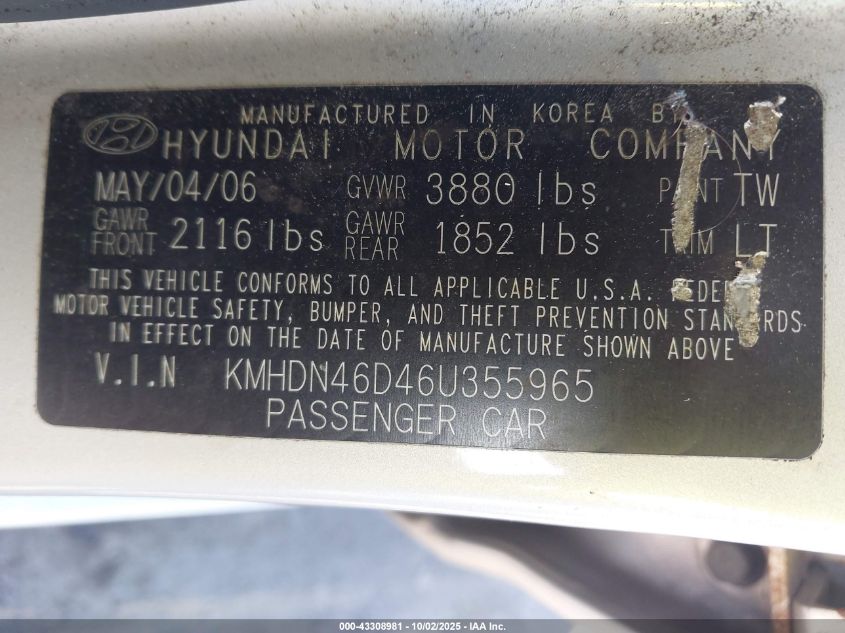 MANUFACTURED IN KOREA BY
HYUNDAI MOTOR COMPANY
MAY/04/06 GVWR 3880 lbs PAINT TW
GAWR FRONT 2116 lbs GAWR REAR 1852 lbs TRIM LT
THIS VEHICLE CONFORMS TO ALL APPLICABLE U.S.A. FEDERAL
MOTOR VEHICLE SAFETY, BUMPER, AND THEFT PREVENTION STANDARDS
IN EFFECT ON THE DATE OF MANUFACTURE SHOWN ABOVE
V.I.N KMHDN46D46U355965
PASSENGER CAR
000-43308981 - 10/02/2025 - IAA Inc.